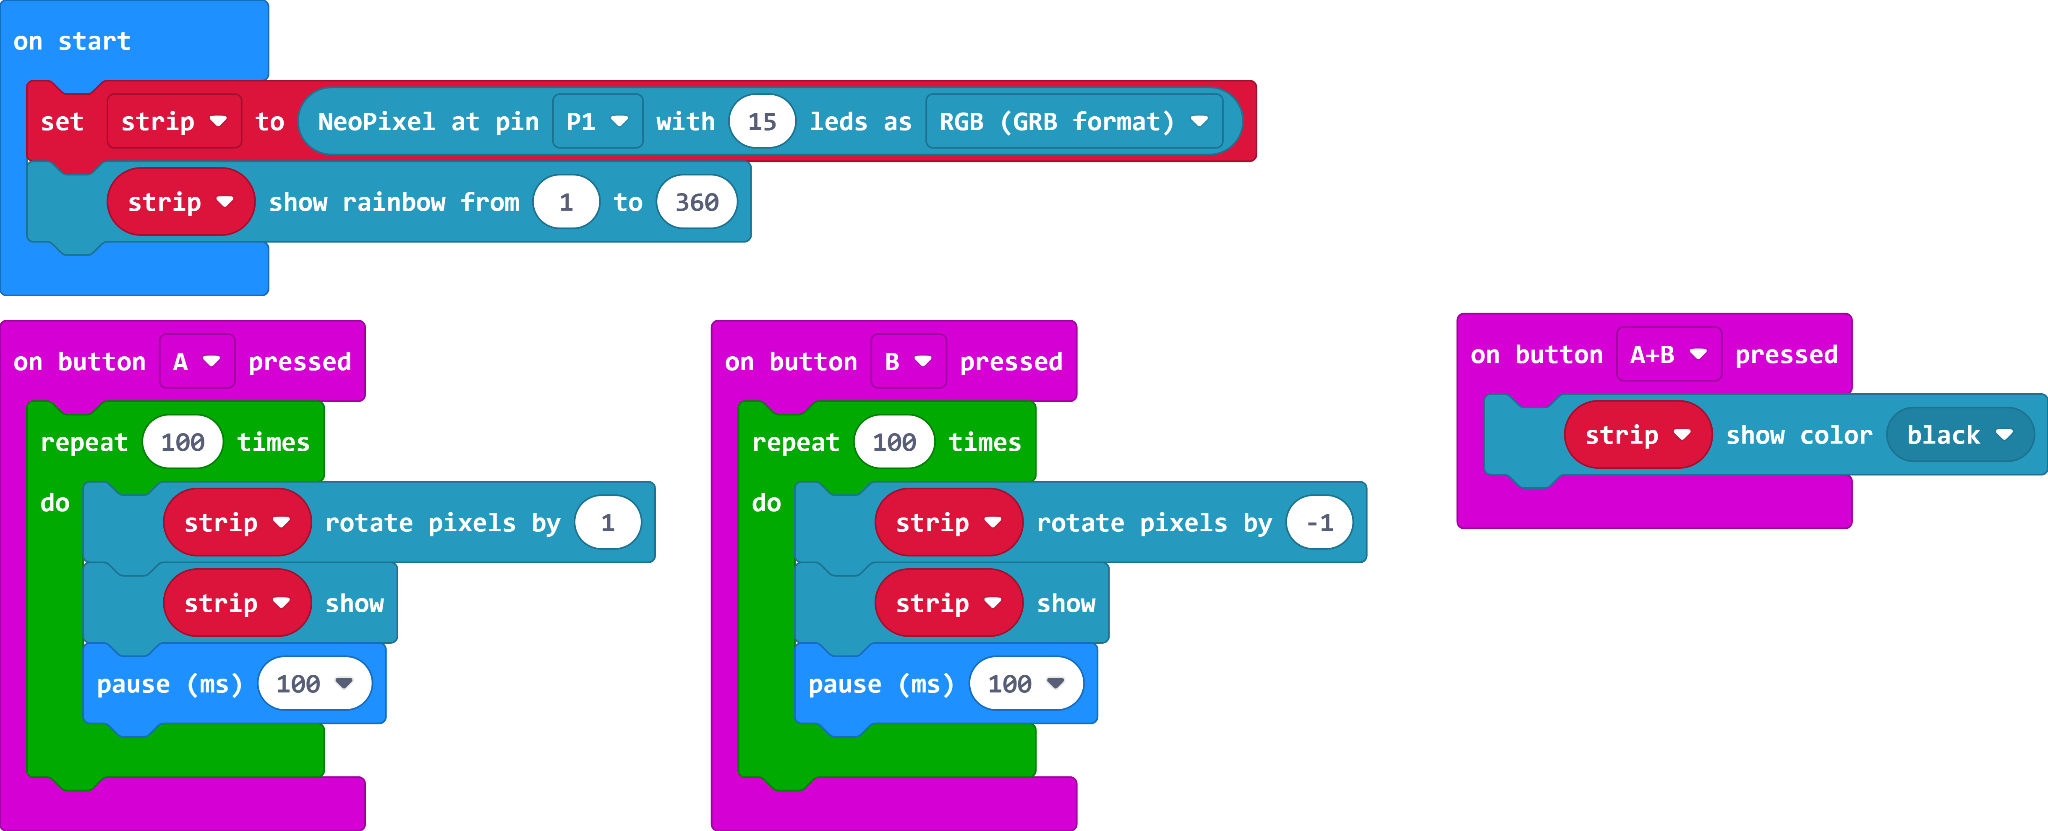 on start
set strip to NeoPixel at pin P1 with 15 leds as RGB (GRB format)
strip show rainbow from 1 to 360
on button A pressed
repeat 100 times
do
strip rotate pixels by 1
strip show
pause (ms) 100
on button B pressed
repeat 100 times
do
strip rotate pixels by -1
strip show
pause (ms) 100
on button A+B pressed
strip show color black